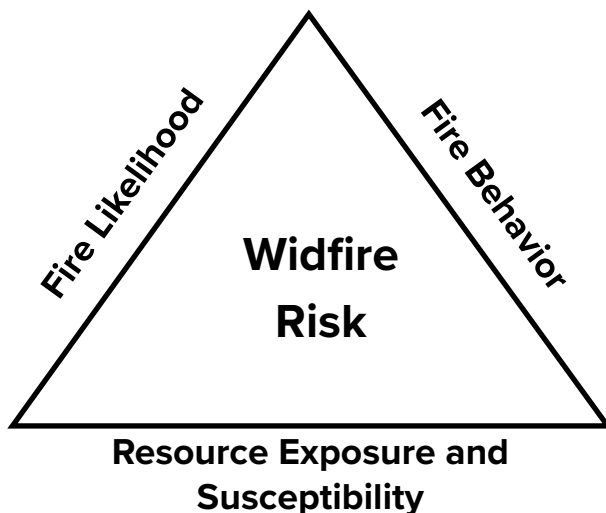 Fire Likelihood
Fire Behavior
Widfire
Risk
Resource Exposure and
Susceptibility